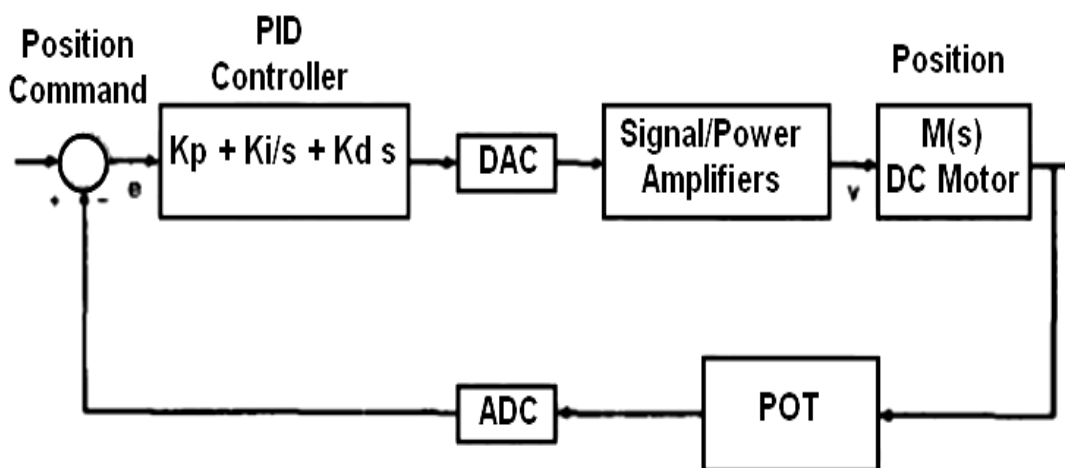 Position
Command
PID
Controller
Position
Kp + Ki/s + Kd s
DAC
Signal/Power
Amplifiers
M(s)
DC Motor
+
-
e
v
ADC
POT